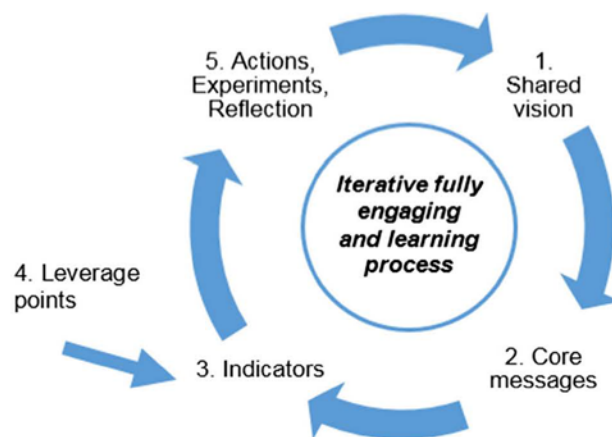 1.
Shared
vision
2. Core
messages
3. Indicators
4. Leverage
points
5. Actions,
Experiments,
Reflection
Iterative fully
engaging
and learning
process